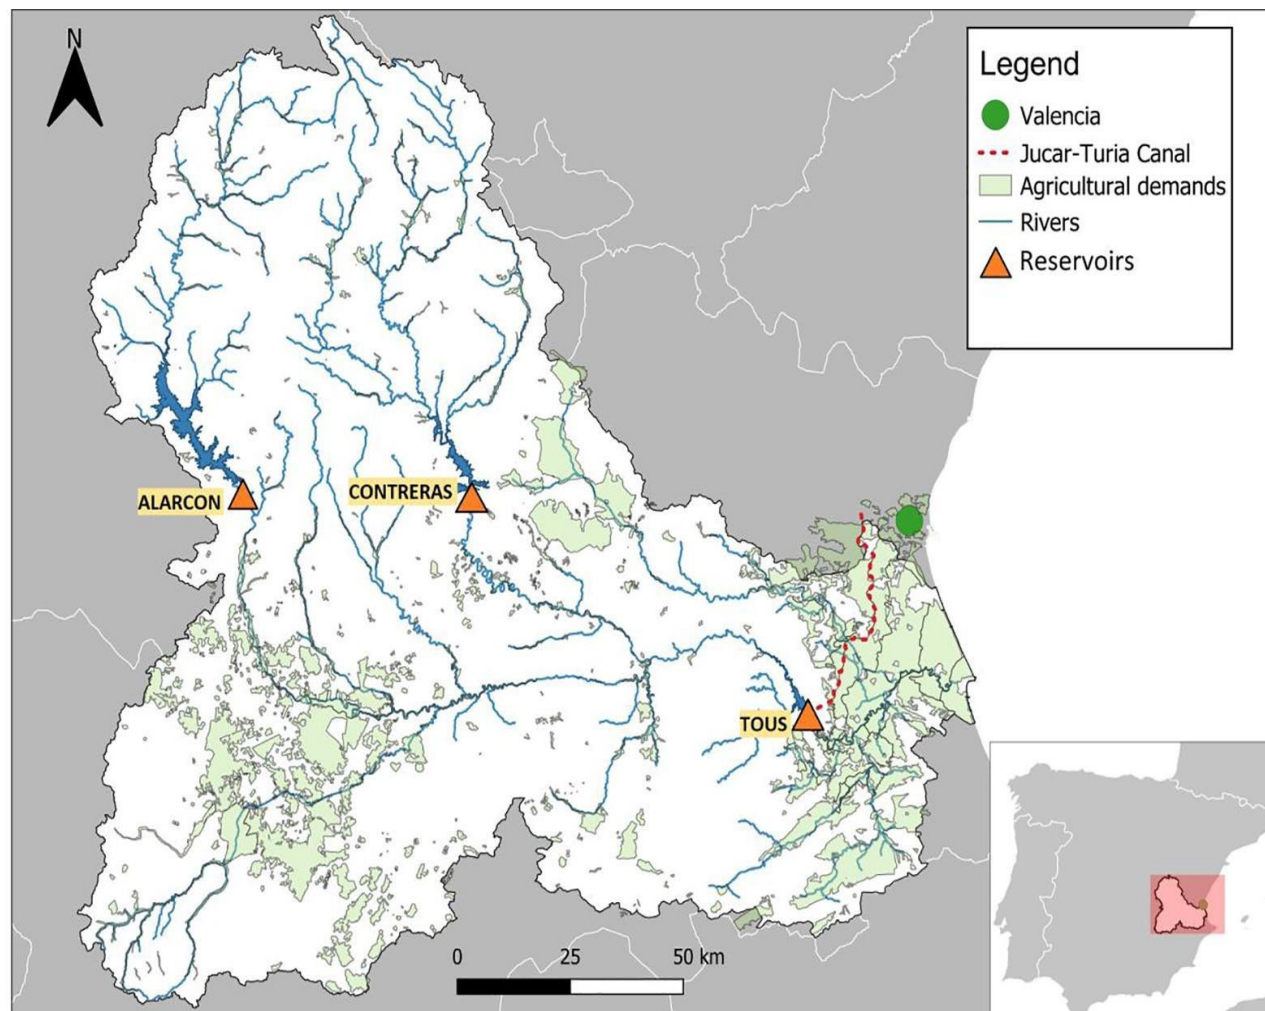 N
Legend
Valencia
Jucar-Turia Canal
Agricultural demands
Rivers
Reservoirs
ALARCON
CONTRERAS
TOUS
0 25 50 km